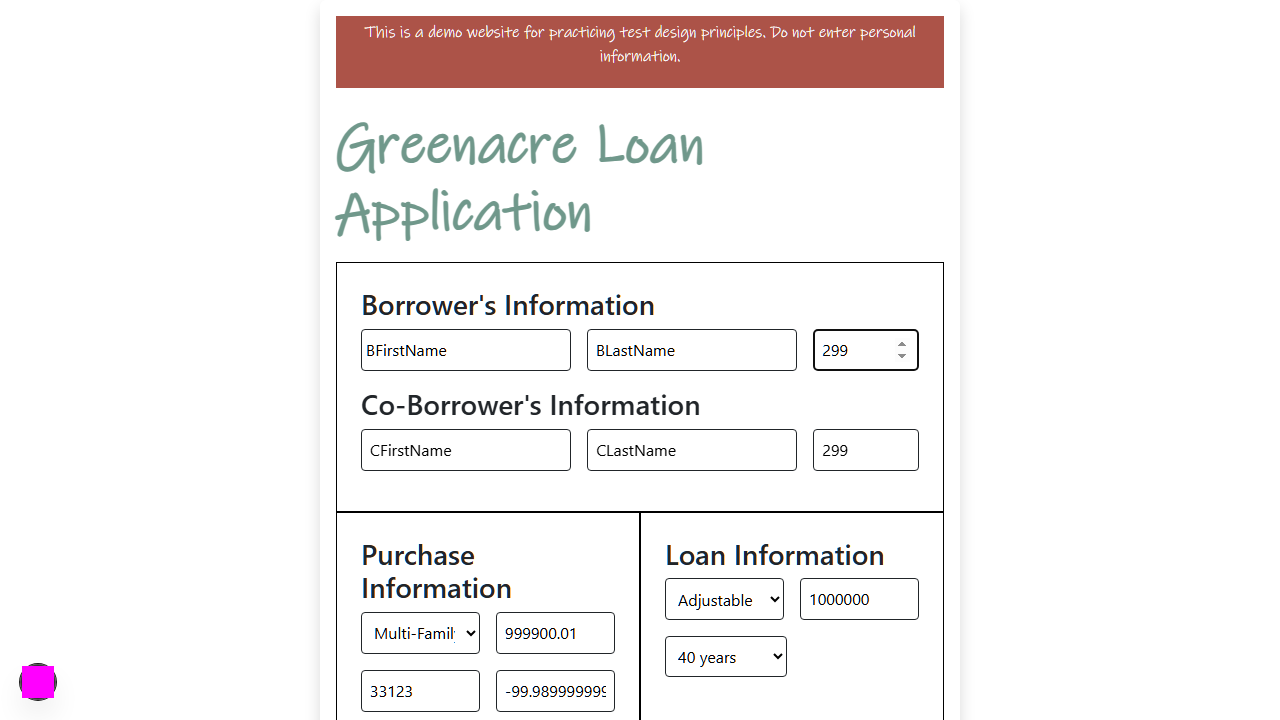 This is a demo website for practicing test design principles. Do not enter personal
information.
Greenacre Loan
Application
Borrower's Information
BFirstName
BLastName
299
Co-Borrower's Information
CFirstName
CLastName
299
Purchase
Information
Multi-Family
999900.01
33123
-99.989999999
Loan Information
Adjustable
1000000
40 years